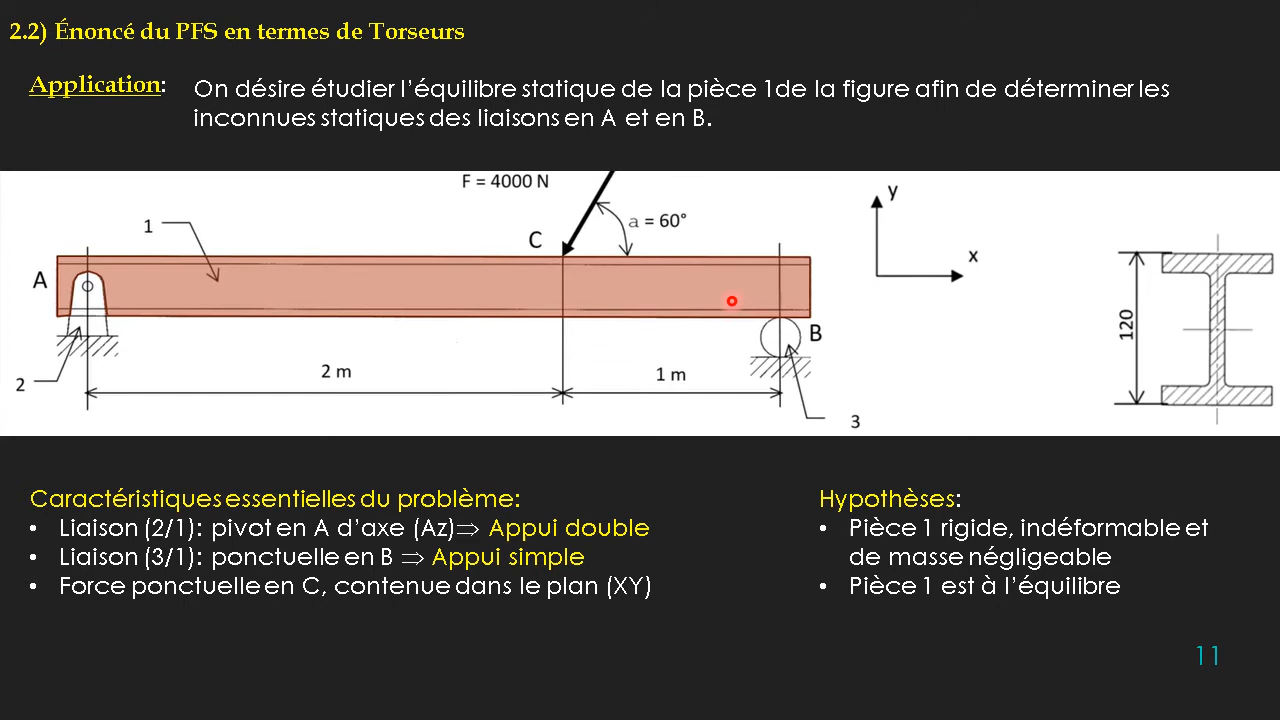 2.2) Énoncé du PFS en termes de Torseurs
Application:
On désire étudier l'équilibre statique de la pièce 1de la figure afin de déterminer les
inconnues statiques des liaisons en A et en B.
F = 4000 N
1
C
a = 60°
y
x
A
B
120
2
2 m
1 m
3
Caractéristiques essentielles du problème:
• Liaison (2/1): pivot en A d'axe (Az)⇒ Appui double
• Liaison (3/1): ponctuelle en B ⇒ Appui simple
• Force ponctuelle en C, contenue dans le plan (XY)
Hypothèses:
• Pièce 1 rigide, indéformable et
de masse négligeable
• Pièce 1 est à l'équilibre
11